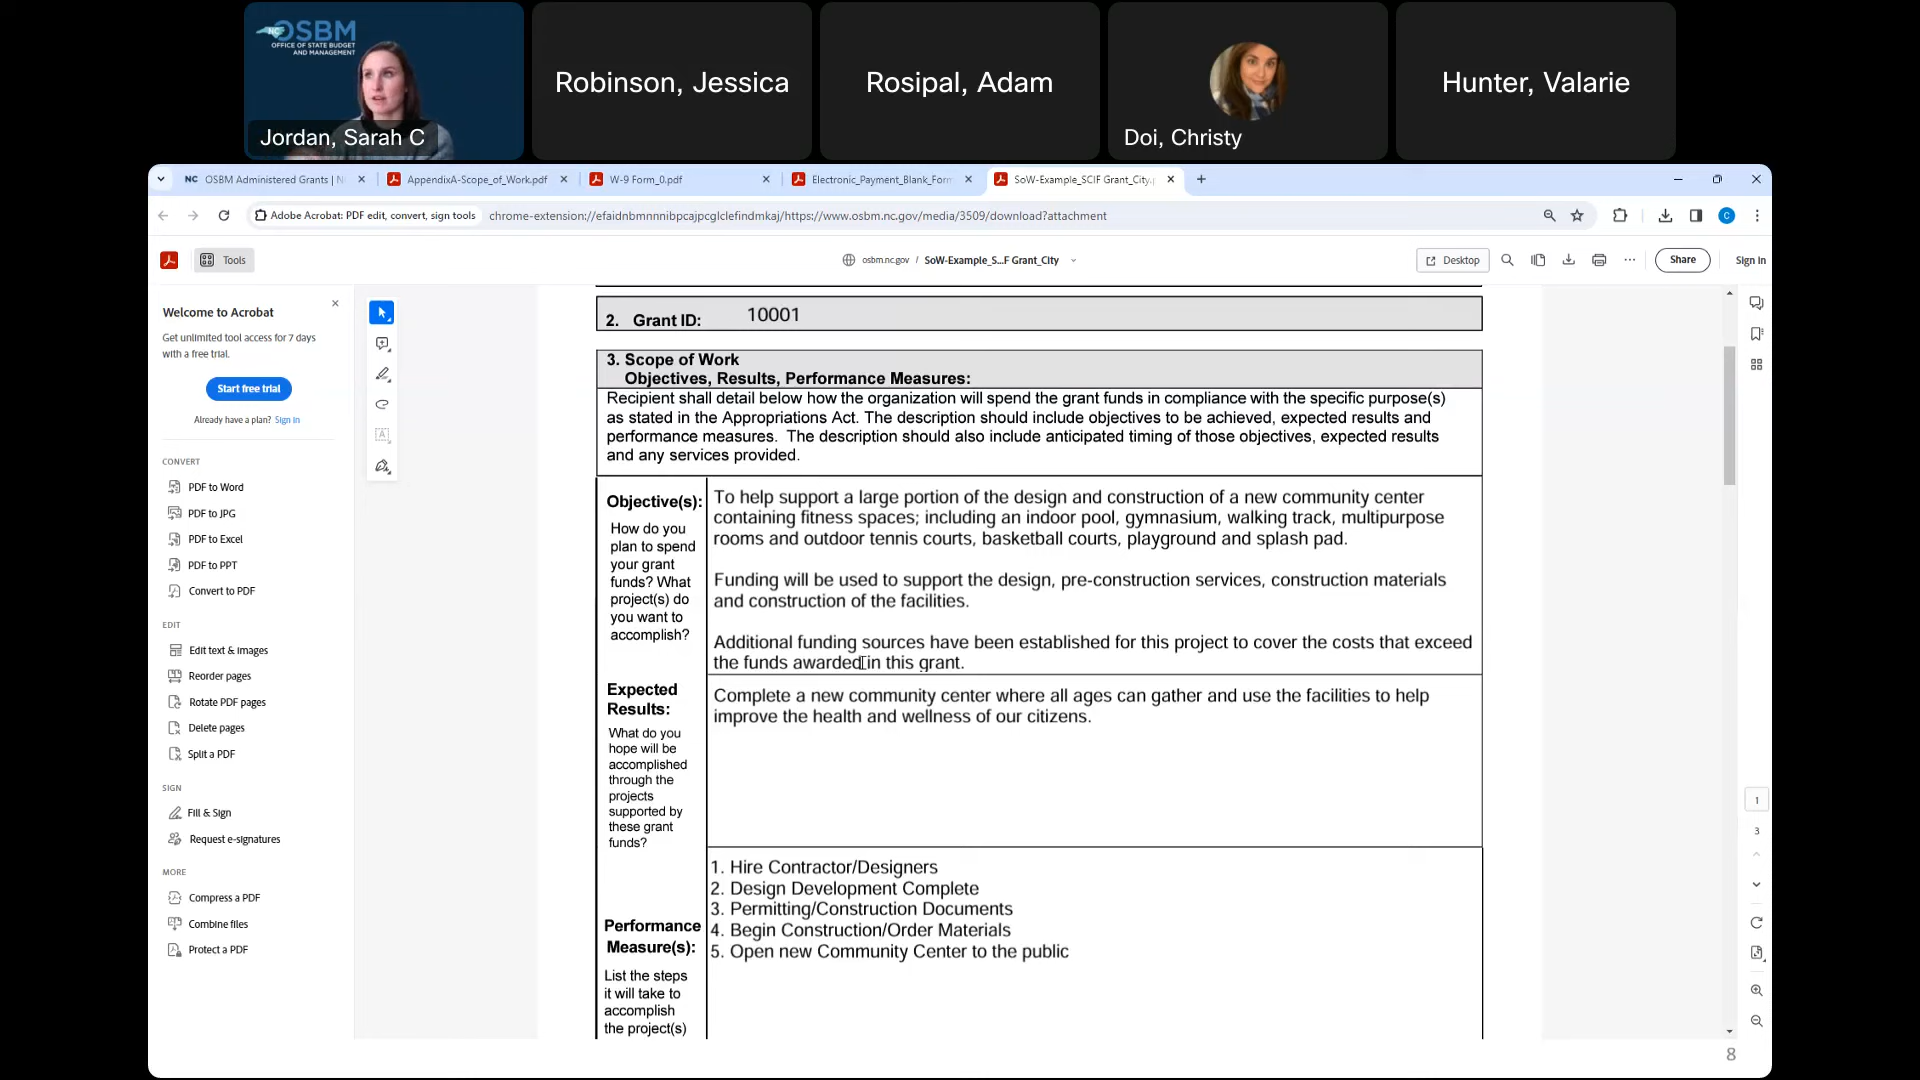 OSBM
OFFICE OF STATE BUDGET
AND MANAGEMENT
Jordan, Sarah C
Robinson, Jessica
Rosipal, Adam
Doi, Christy
Hunter, Valarie
NC OSBM Administered Grants |
AppendixA-Scope_of_Work.pdf
W-9 Form_0.pdf
Electronic_Payment_Blank_Form
SoW-Example_SCIF Grant_City.
Adobe Acrobat: PDF edit, convert, sign tools
chrome-extension://efaidnbmnnnibpcajpcglclefindmkaj/https://www.osbm.nc.gov/media/3509/download?attachment
C
Tools
osbm.nc.gov / SoW-Example_S...F Grant_City
Desktop
Share
Sign in
Welcome to Acrobat
Get unlimited tool access for 7 days
with a free trial.
Start free trial
Already have a plan? Sign in
CONVERT
PDF to Word
PDF to JPG
PDF to Excel
PDF to PPT
Convert to PDF
EDIT
Edit text & images
Reorder pages
Rotate PDF pages
Delete pages
Split a PDF
SIGN
Fill & Sign
Request e-signatures
MORE
Compress a PDF
Combine files
Protect a PDF
2. Grant ID: 10001
3. Scope of Work
Objectives, Results, Performance Measures:
Recipient shall detail below how the organization will spend the grant funds in compliance with the specific purpose(s)
as stated in the Appropriations Act. The description should include objectives to be achieved, expected results and
performance measures. The description should also include anticipated timing of those objectives, expected results
and any services provided.
Objective(s):
How do you
plan to spend
your grant
funds? What
project(s) do
you want to
accomplish?
To help support a large portion of the design and construction of a new community center
containing fitness spaces; including an indoor pool, gymnasium, walking track, multipurpose
rooms and outdoor tennis courts, basketball courts, playground and splash pad.
Funding will be used to support the design, pre-construction services, construction materials
and construction of the facilities.
Additional funding sources have been established for this project to cover the costs that exceed
the funds awarded in this grant.
Expected
Results:
What do you
hope will be
accomplished
through the
projects
supported by
these grant
funds?
Complete a new community center where all ages can gather and use the facilities to help
improve the health and wellness of our citizens.
Performance
Measure(s):
List the steps
it will take to
accomplish
the project(s)
1. Hire Contractor/Designers
2. Design Development Complete
3. Permitting/Construction Documents
4. Begin Construction/Order Materials
5. Open new Community Center to the public
1
3
8